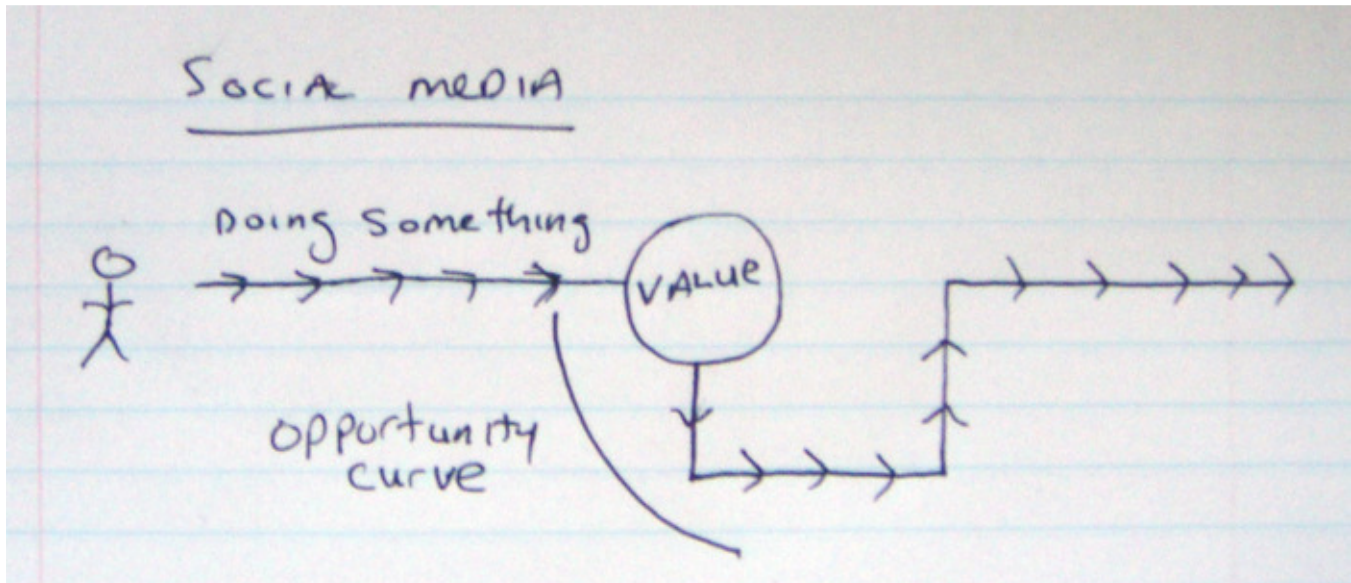 SOCIAL MEDIA
Doing Something
VALUE
opportunity
curve